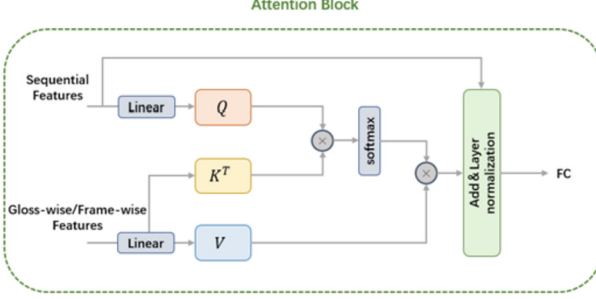 Attention Block
Sequential
Features
Linear
Q
K^T
Gloss-wise/Frame-wise
Features
Linear
V
softmax
Add & Layer
normalization
FC